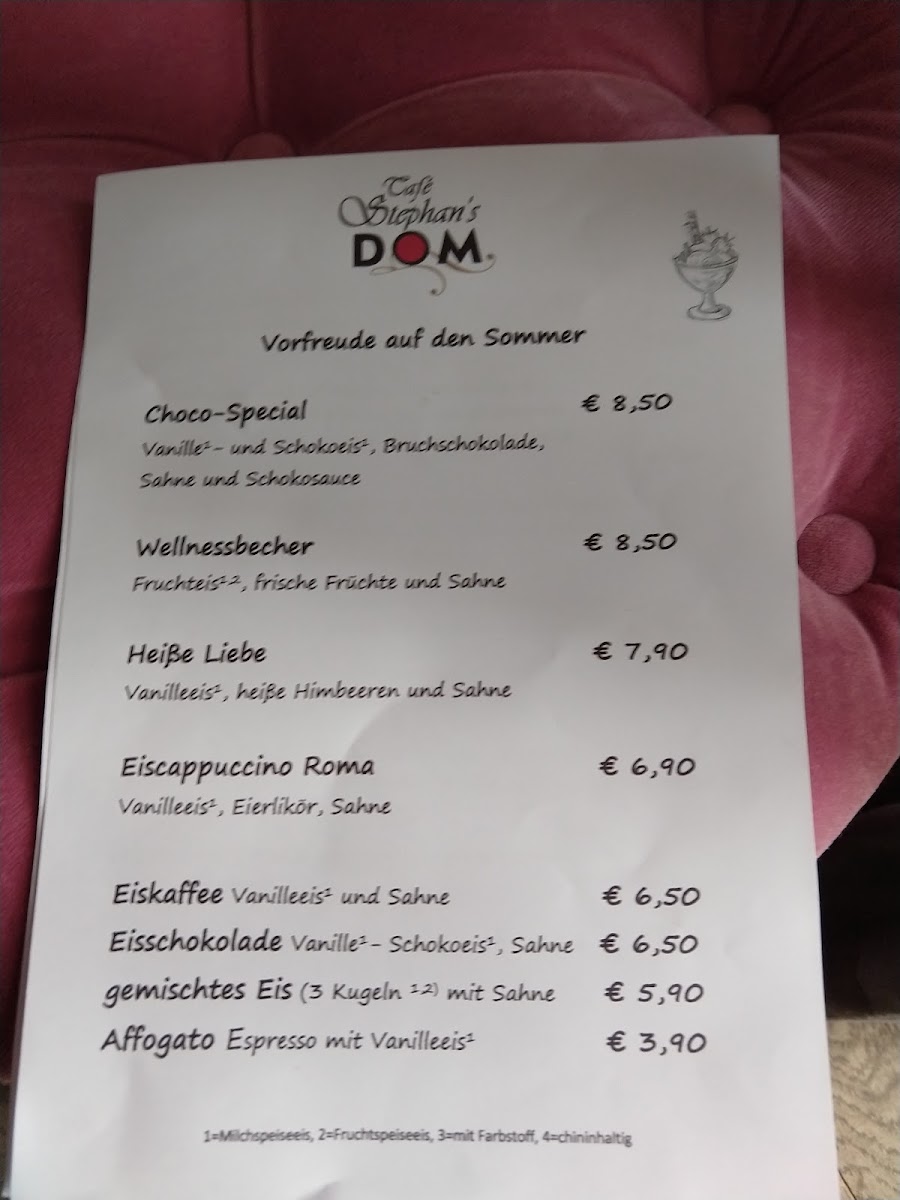 Café
Stephan's
DOM
Vorfreude auf den Sommer
Choco-Special € 8,50
Vanille¹- und Schokoeis¹, Bruchschokolade,
Sahne und Schokosauce
Wellnessbecher € 8,50
Fruchteis¹˒², frische Früchte und Sahne
Heiße Liebe € 7,90
Vanilleeis¹, heiße Himbeeren und Sahne
Eiscappuccino Roma € 6,90
Vanilleeis¹, Eierlikör, Sahne
Eiskaffee Vanilleeis¹ und Sahne € 6,50
Eisschokolade Vanille¹- Schokoeis¹, Sahne € 6,50
gemischtes Eis (3 Kugeln ¹˒²) mit Sahne € 5,90
Affogato Espresso mit Vanilleeis¹ € 3,90
1=Milchspeiseeis, 2=Fruchtspeiseeis, 3=mit Farbstoff, 4=chininhaltig